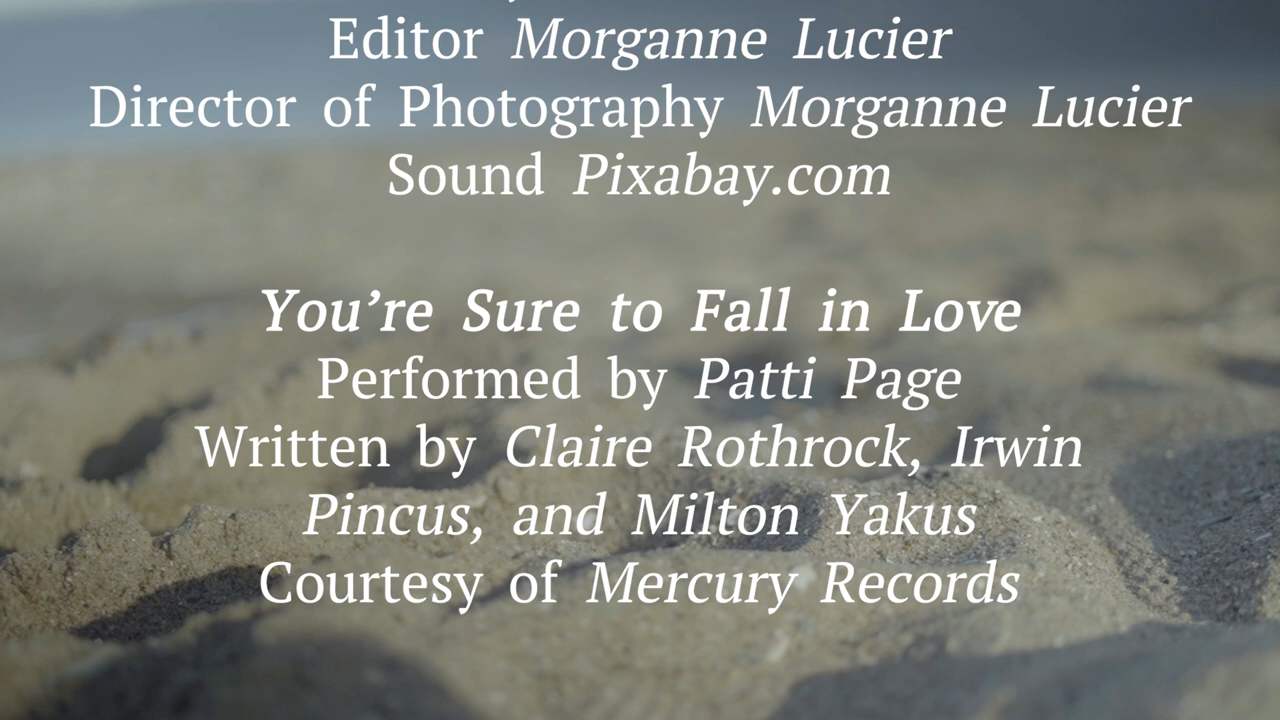 Editor Morganne Lucier
Director of Photography Morganne Lucier
Sound Pixabay.com
You’re Sure to Fall in Love
Performed by Patti Page
Written by Claire Rothrock, Irwin
Pincus, and Milton Yakus
Courtesy of Mercury Records